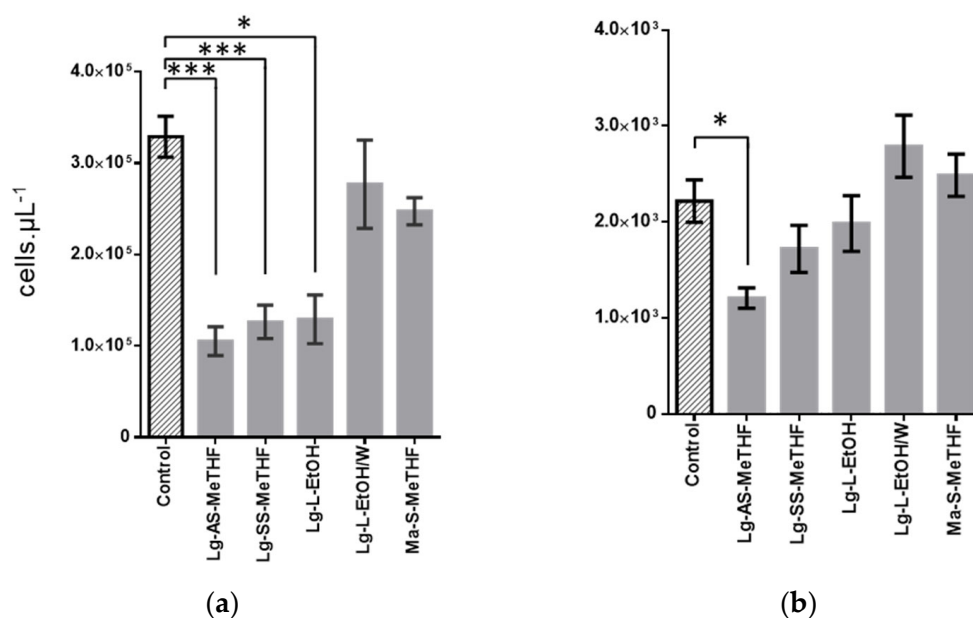 *
***
***
4.0×10⁵
3.0×10⁵
2.0×10⁵
1.0×10⁵
0
cells.µL⁻¹
Control
Lg-AS-MeTHF
Lg-SS-MeTHF
Lg-L-EtOH
Lg-L-EtOH/W
Ma-S-MeTHF
(a)
4.0×10³
3.0×10³
2.0×10³
1.0×10³
0
*
Control
Lg-AS-MeTHF
Lg-SS-MeTHF
Lg-L-EtOH
Lg-L-EtOH/W
Ma-S-MeTHF
(b)